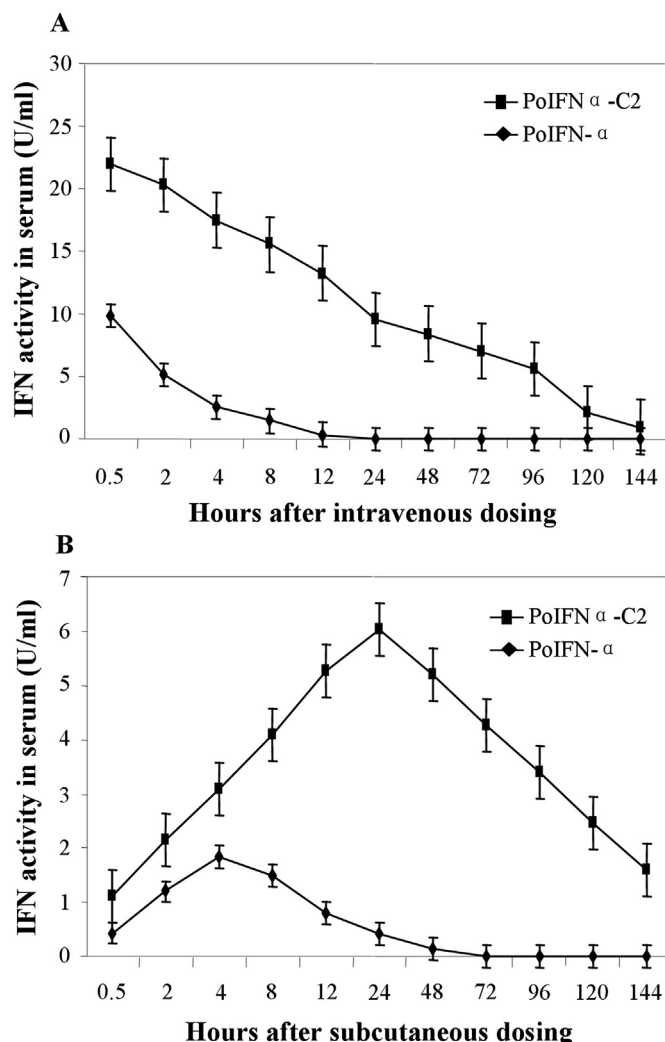 A
IFN activity in serum (U/ml)
30
25
20
15
10
5
0
PoIFN α -C2
PoIFN- α
0.5 2 4 8 12 24 48 72 96 120 144
Hours after intravenous dosing
B
IFN activity in serum (U/ml)
7
6
5
4
3
2
1
0
PoIFN α -C2
PoIFN- α
0.5 2 4 8 12 24 48 72 96 120 144
Hours after subcutaneous dosing